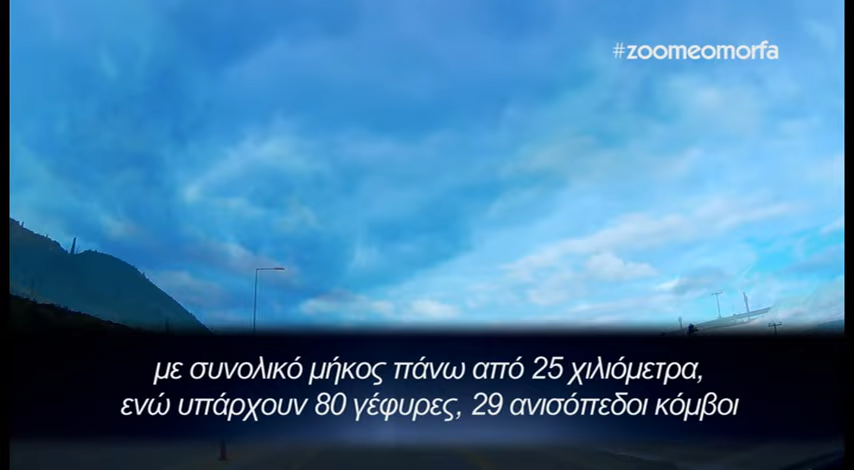 #zoomeomorfa
με συνολικό μήκος πάνω από 25 χιλιόμετρα,
ενώ υπάρχουν 80 γέφυρες, 29 ανισόπεδοι κόμβοι